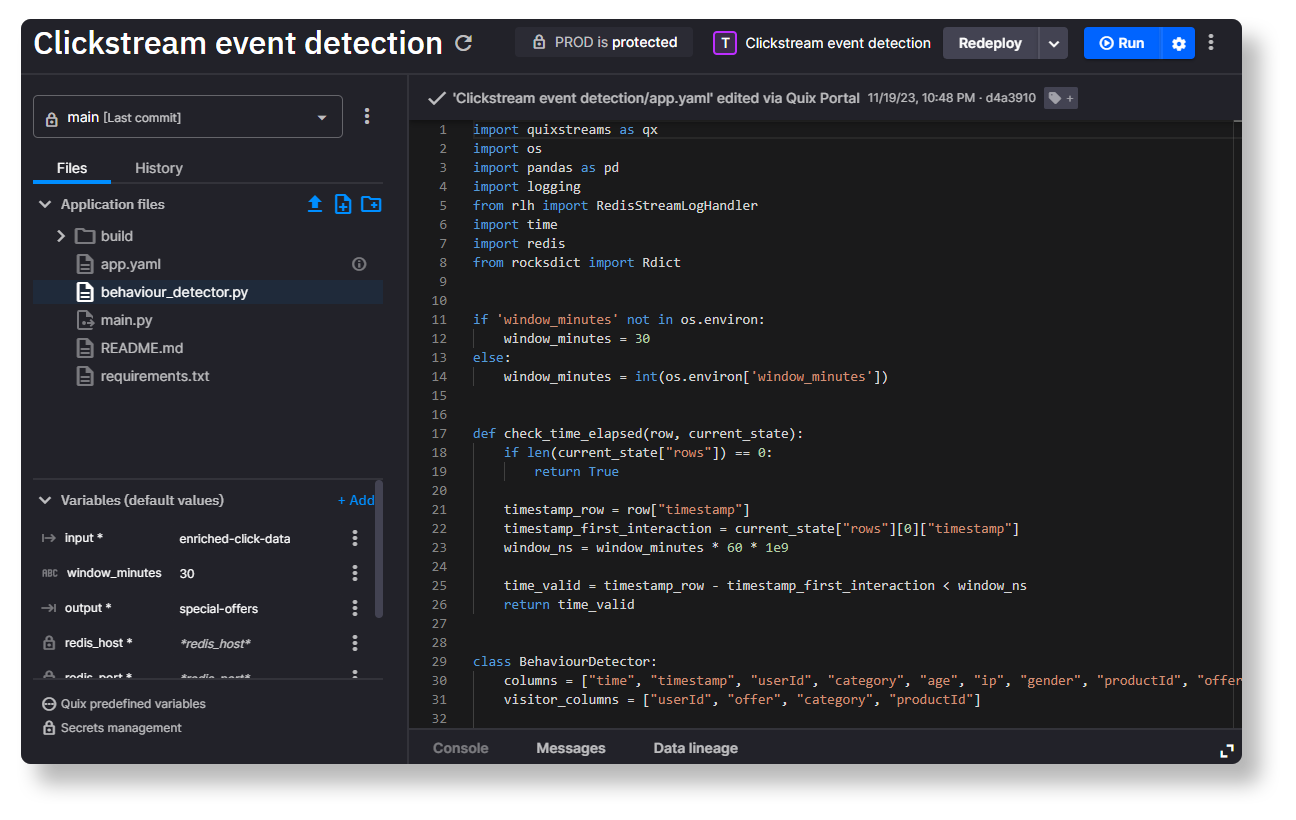 Clickstream event detection
PROD is protected
T Clickstream event detection
Redeploy
Run
main [Last commit]
Files History
Application files
build
app.yaml
behaviour_detector.py
main.py
README.md
requirements.txt
Variables (default values) + Add
input * enriched-click-data
ABC window_minutes 30
output * special-offers
redis_host * *redis_host*
redis_port * *redis_port*
Quix predefined variables
Secrets management
'Clickstream event detection/app.yaml' edited via Quix Portal 11/19/23, 10:48 PM · d4a3910 +
1 import quixstreams as qx
2 import os
3 import pandas as pd
4 import logging
5 from rlh import RedisStreamLogHandler
6 import time
7 import redis
8 from rocksdict import Rdict
9
10
11 if 'window_minutes' not in os.environ:
12     window_minutes = 30
13 else:
14     window_minutes = int(os.environ['window_minutes'])
15
16
17 def check_time_elapsed(row, current_state):
18     if len(current_state["rows"]) == 0:
19         return True
20
21     timestamp_row = row["timestamp"]
22     timestamp_first_interaction = current_state["rows"][0]["timestamp"]
23     window_ns = window_minutes * 60 * 1e9
24
25     time_valid = timestamp_row - timestamp_first_interaction < window_ns
26     return time_valid
27
28
29 class BehaviourDetector:
30     columns = ["time", "timestamp", "userId", "category", "age", "ip", "gender", "productId", "offer
31     visitor_columns = ["userId", "offer", "category", "productId"]
32
Console Messages Data lineage